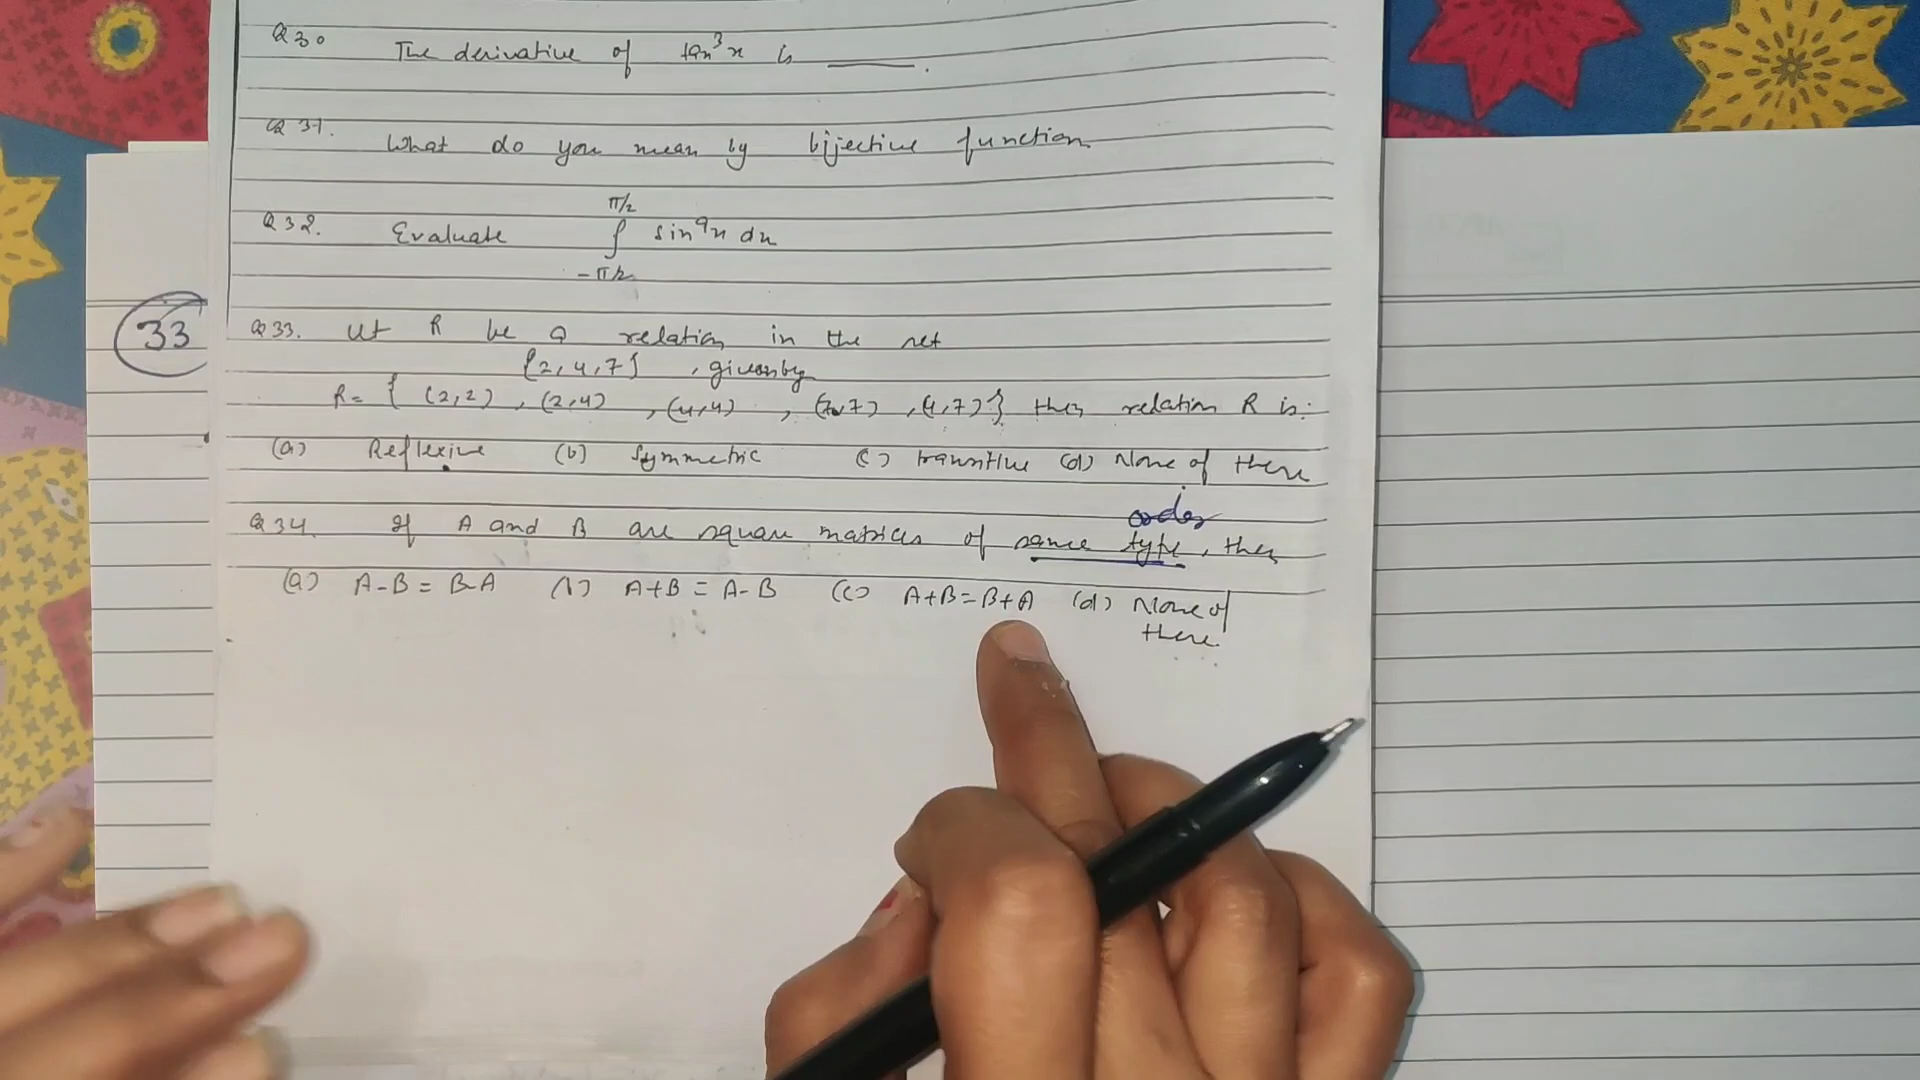 Q30 The derivative of tan³x is ______.
Q31. What do you mean by bijective function
Q32. Evaluate ∫ sin⁹x dx
π/2
-π/2
33
Q33. Let R be a relation in the set
{2,4,7}, given by
R= { (2,2), (2,4), (4,4), (7,7), (4,7)} then relation R is:
(a) Reflexive (b) Symmetric (c) transitive (d) None of these
order
Q34. If A and B are square matrices of same type, then
(a) A-B = B-A (b) A+B = A-B (c) A+B=B+A (d) None of
these